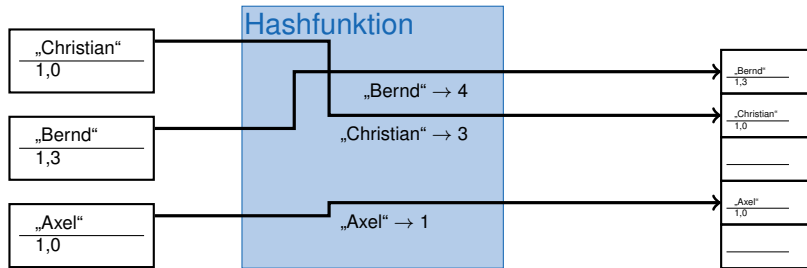 Hashfunktion
„Christian“
1,0
„Bernd“
1,3
„Axel“
1,0
„Bernd“ → 4
„Christian“ → 3
„Axel“ → 1
„Bernd“
1,3
„Christian“
1,0
„Axel“
1,0